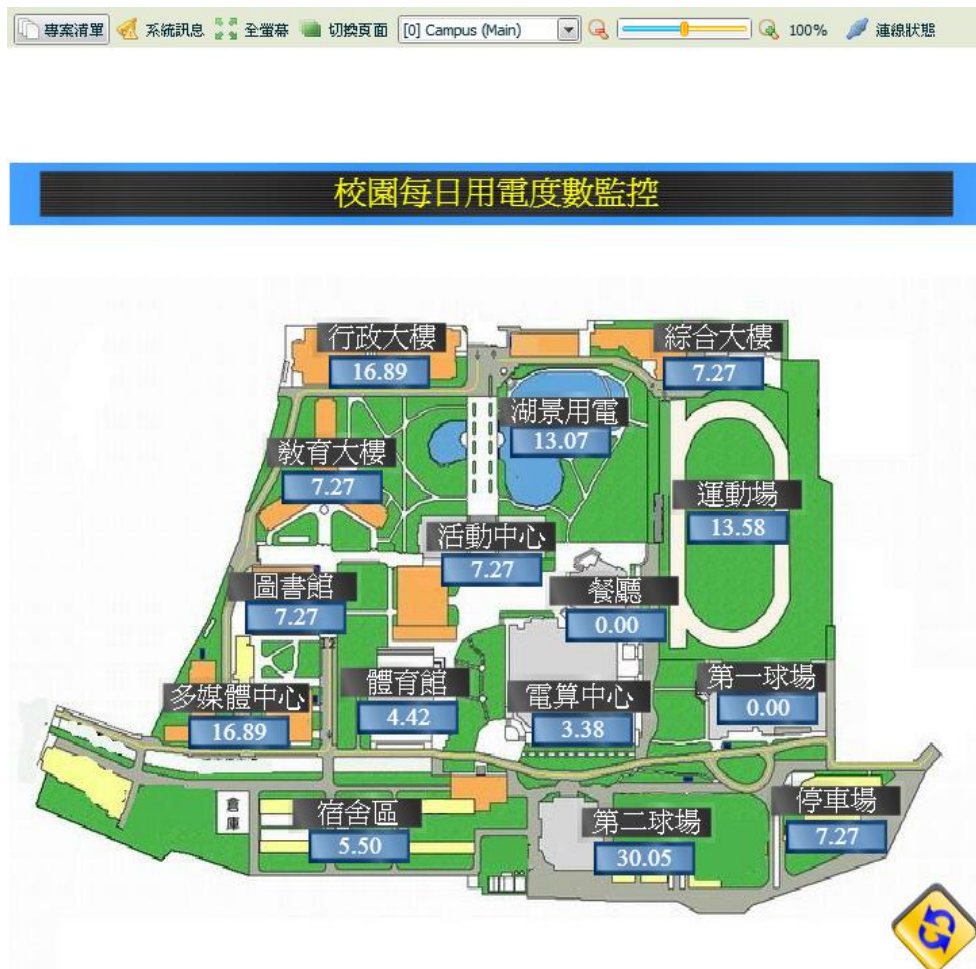 專案清單 系統訊息 全螢幕 切換頁面 [0] Campus (Main) 100% 連線狀態
校園每日用電度數監控
行政大樓
16.89
綜合大樓
7.27
湖景用電
13.07
教育大樓
7.27
運動場
13.58
活動中心
7.27
圖書館
7.27
餐廳
0.00
12
多媒體中心
16.89
體育館
4.42
電算中心
3.38
第一球場
0.00
倉庫
宿舍區
5.50
第二球場
30.05
停車場
7.27